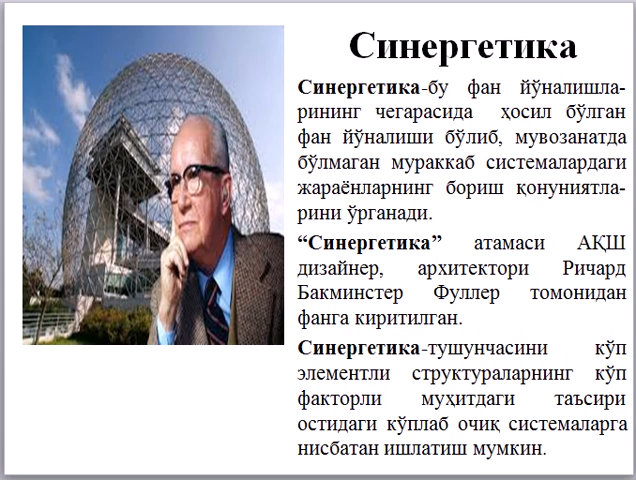 Синергетика
Синергетика-бу фан йўналишла-
рининг чегарасида ҳосил бўлган
фан йўналиши бўлиб, мувозанатда
бўлмаган мураккаб системалардаги
жараёнларнинг бориш қонуниятла-
рини ўрганади.
“Синергетика” атамаси АҚШ
дизайнер, архитектори Ричард
Бакминстер Фуллер томонидан
фанга киритилган.
Синергетика-тушунчасини кўп
элементли структураларнинг кўп
факторли муҳитдаги таъсири
остидаги кўплаб очиқ системаларга
нисбатан ишлатиш мумкин.